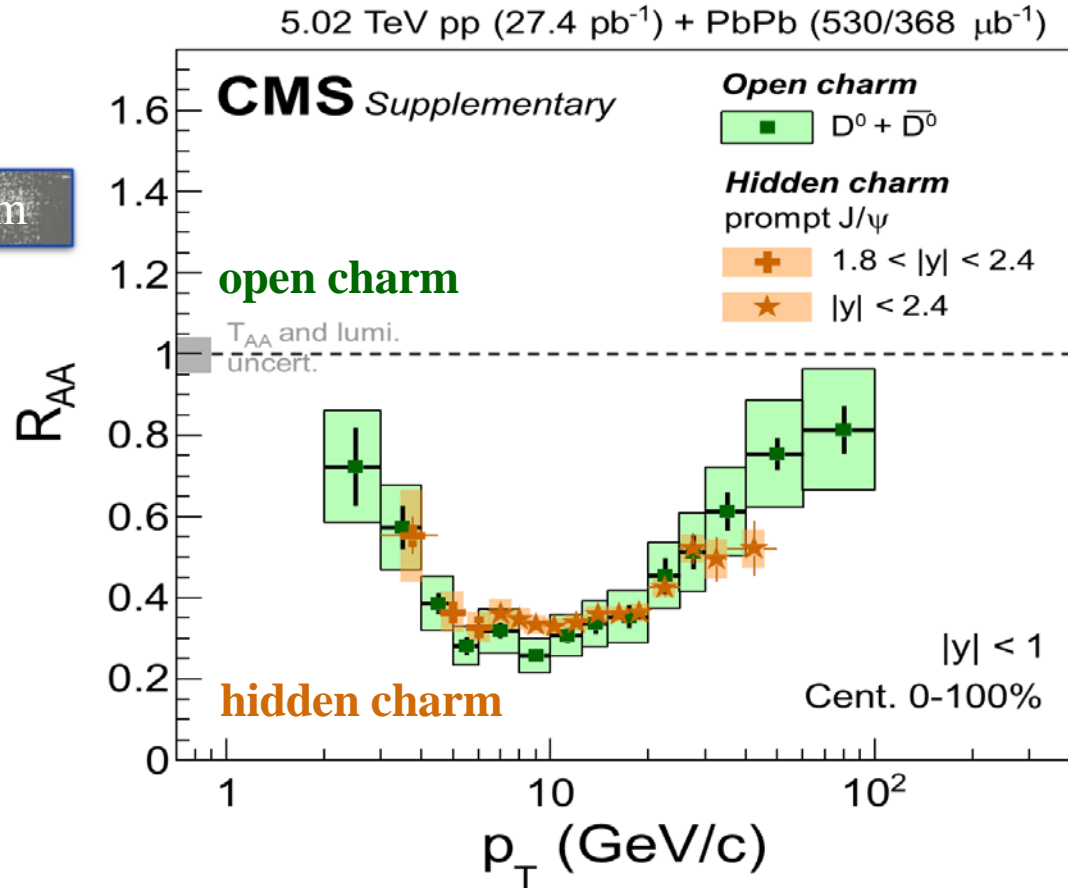 5.02 TeV pp (27.4 pb⁻¹) + PbPb (530/368 μb⁻¹)
CMS Supplementary
Open charm
D⁰ + D̅⁰
Hidden charm
prompt J/ψ
1.8 < |y| < 2.4
|y| < 2.4
m
open charm
T_AA and lumi.
uncert.
hidden charm
|y| < 1
Cent. 0-100%
R_AA
1.6
1.4
1.2
1
0.8
0.6
0.4
0.2
0
1 10 10²
p_T (GeV/c)